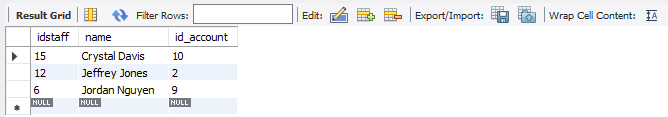 Result Grid Filter Rows: Edit: Export/Import: Wrap Cell Content: IA
idstaff name id_account
15 Crystal Davis 10
12 Jeffrey Jones 2
6 Jordan Nguyen 9
NULL NULL NULL